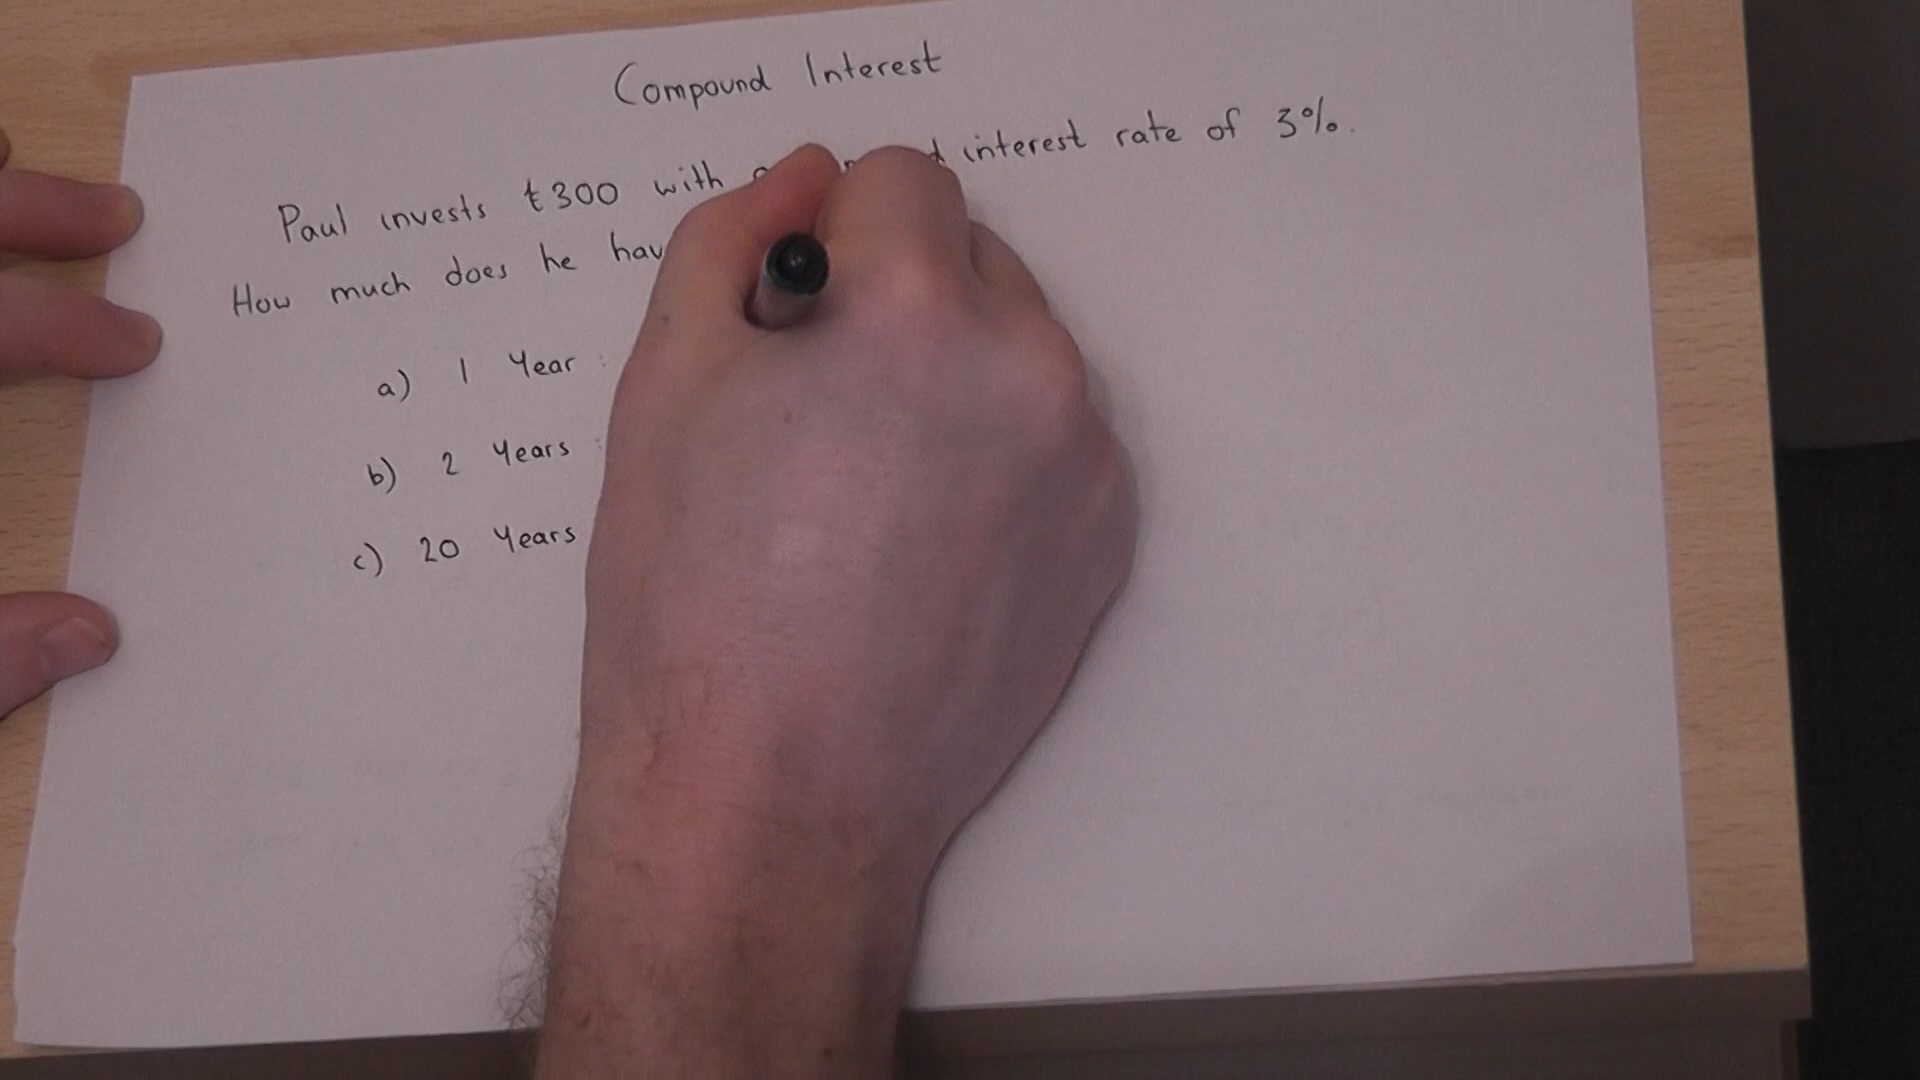 Compound Interest
Paul invests £300 with interest rate of 3%.
How much does he
a) 1 Year :
b) 2 Years :
c) 20 Years